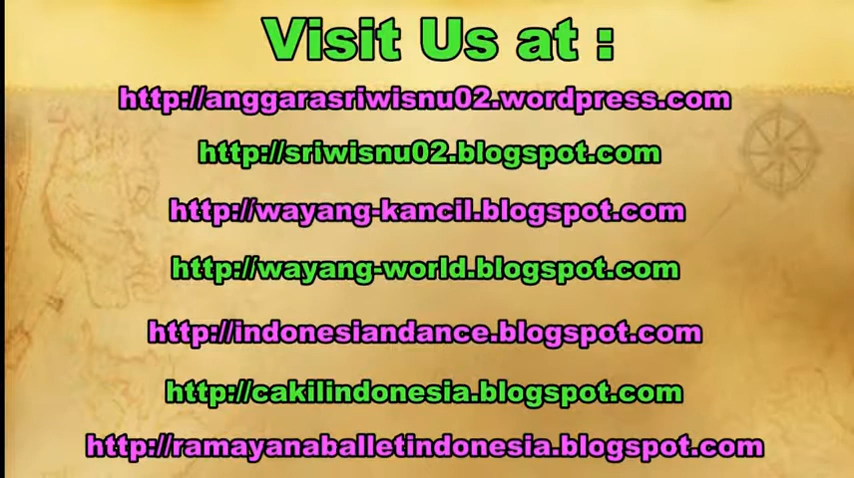 Visit Us at :
http://anggarasriwisnu02.wordpress.com
http://sriwisnu02.blogspot.com
http://wayang-kancil.blogspot.com
http://wayang-world.blogspot.com
http://indonesiandance.blogspot.com
http://cakilindonesia.blogspot.com
http://ramayanaballetindonesia.blogspot.com